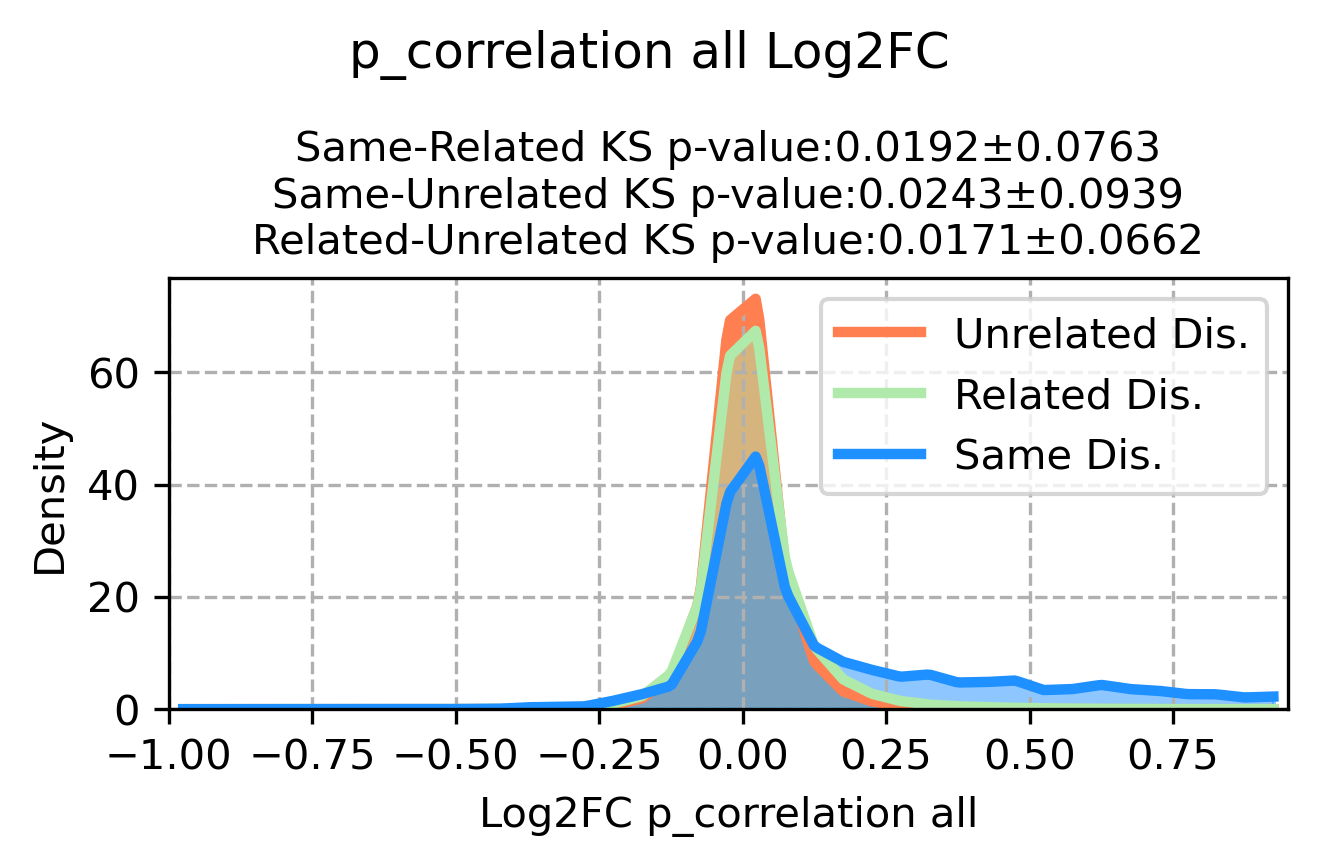 p_correlation all Log2FC
Same-Related KS p-value:0.0192±0.0763
Same-Unrelated KS p-value:0.0243±0.0939
Related-Unrelated KS p-value:0.0171±0.0662
Unrelated Dis.
Related Dis.
Same Dis.
Density
60
40
20
0
−1.00 −0.75 −0.50 −0.25 0.00 0.25 0.50 0.75
Log2FC p_correlation all